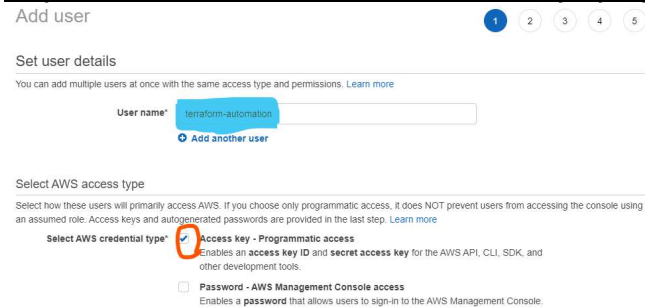 Add user
1 2 3 4 5
Set user details
You can add multiple users at once with the same access type and permissions. Learn more
User name* terraform-automation
Add another user
Select AWS access type
Select how these users will primarily access AWS. If you choose only programmatic access, it does NOT prevent users from accessing the console using
an assumed role. Access keys and autogenerated passwords are provided in the last step. Learn more
Select AWS credential type* Access key - Programmatic access
Enables an access key ID and secret access key for the AWS API, CLI, SDK, and
other development tools.
Password - AWS Management Console access
Enables a password that allows users to sign-in to the AWS Management Console.